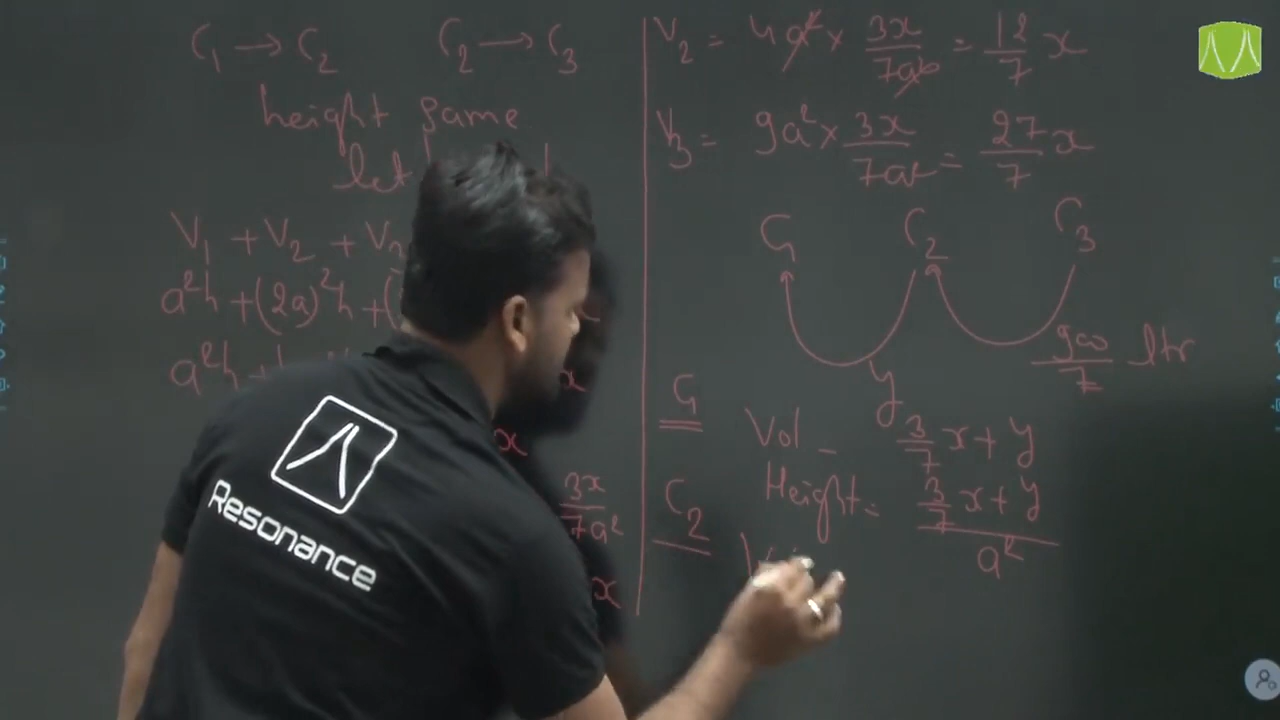 C₁ → C₂ C₂ → C₃
height same
let
V₁ + V₂ + V₃
a²h + (2a)²h + (
a²h +
x
x
3x/7a²
x
V₂ = 4a² × 3x/7a² = 12/7 x
V₃ = 9a² × 3x/7a² = 27/7 x
C₁ C₂ C₃
900/7 ltr
y
C₁ Vol - 3/7 x + y
Height = (3/7 x + y)/a²
C₂
Resonance